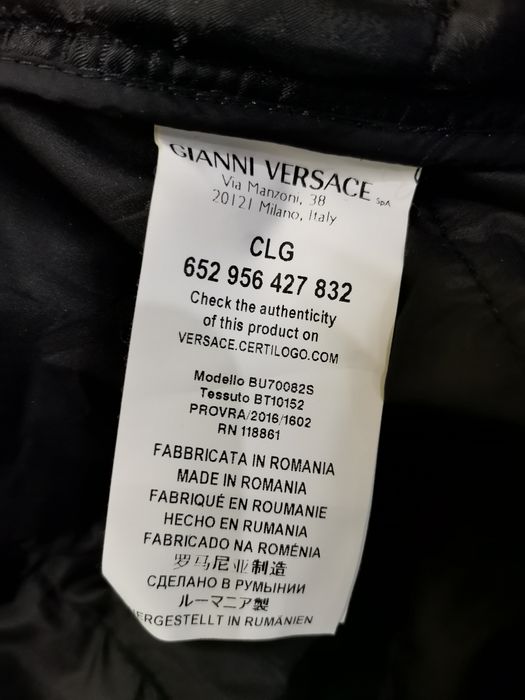 GIANNI VERSACE SpA
Via Manzoni, 38
20121 Milano, Italy
CLG
652 956 427 832
Check the authenticity
of this product on
VERSACE.CERTILOGO.COM
Modello BU70082S
Tessuto BT10152
PROVRA/2016/1602
RN 118861
FABBRICATA IN ROMANIA
MADE IN ROMANIA
FABRIQUÉ EN ROUMANIE
HECHO EN RUMANIA
FABRICADO NA ROMÉNIA
罗马尼亚制造
СДЕЛАНО В РУМЫНИИ
ルーマニア製
HERGESTELLT IN RUMÄNIEN